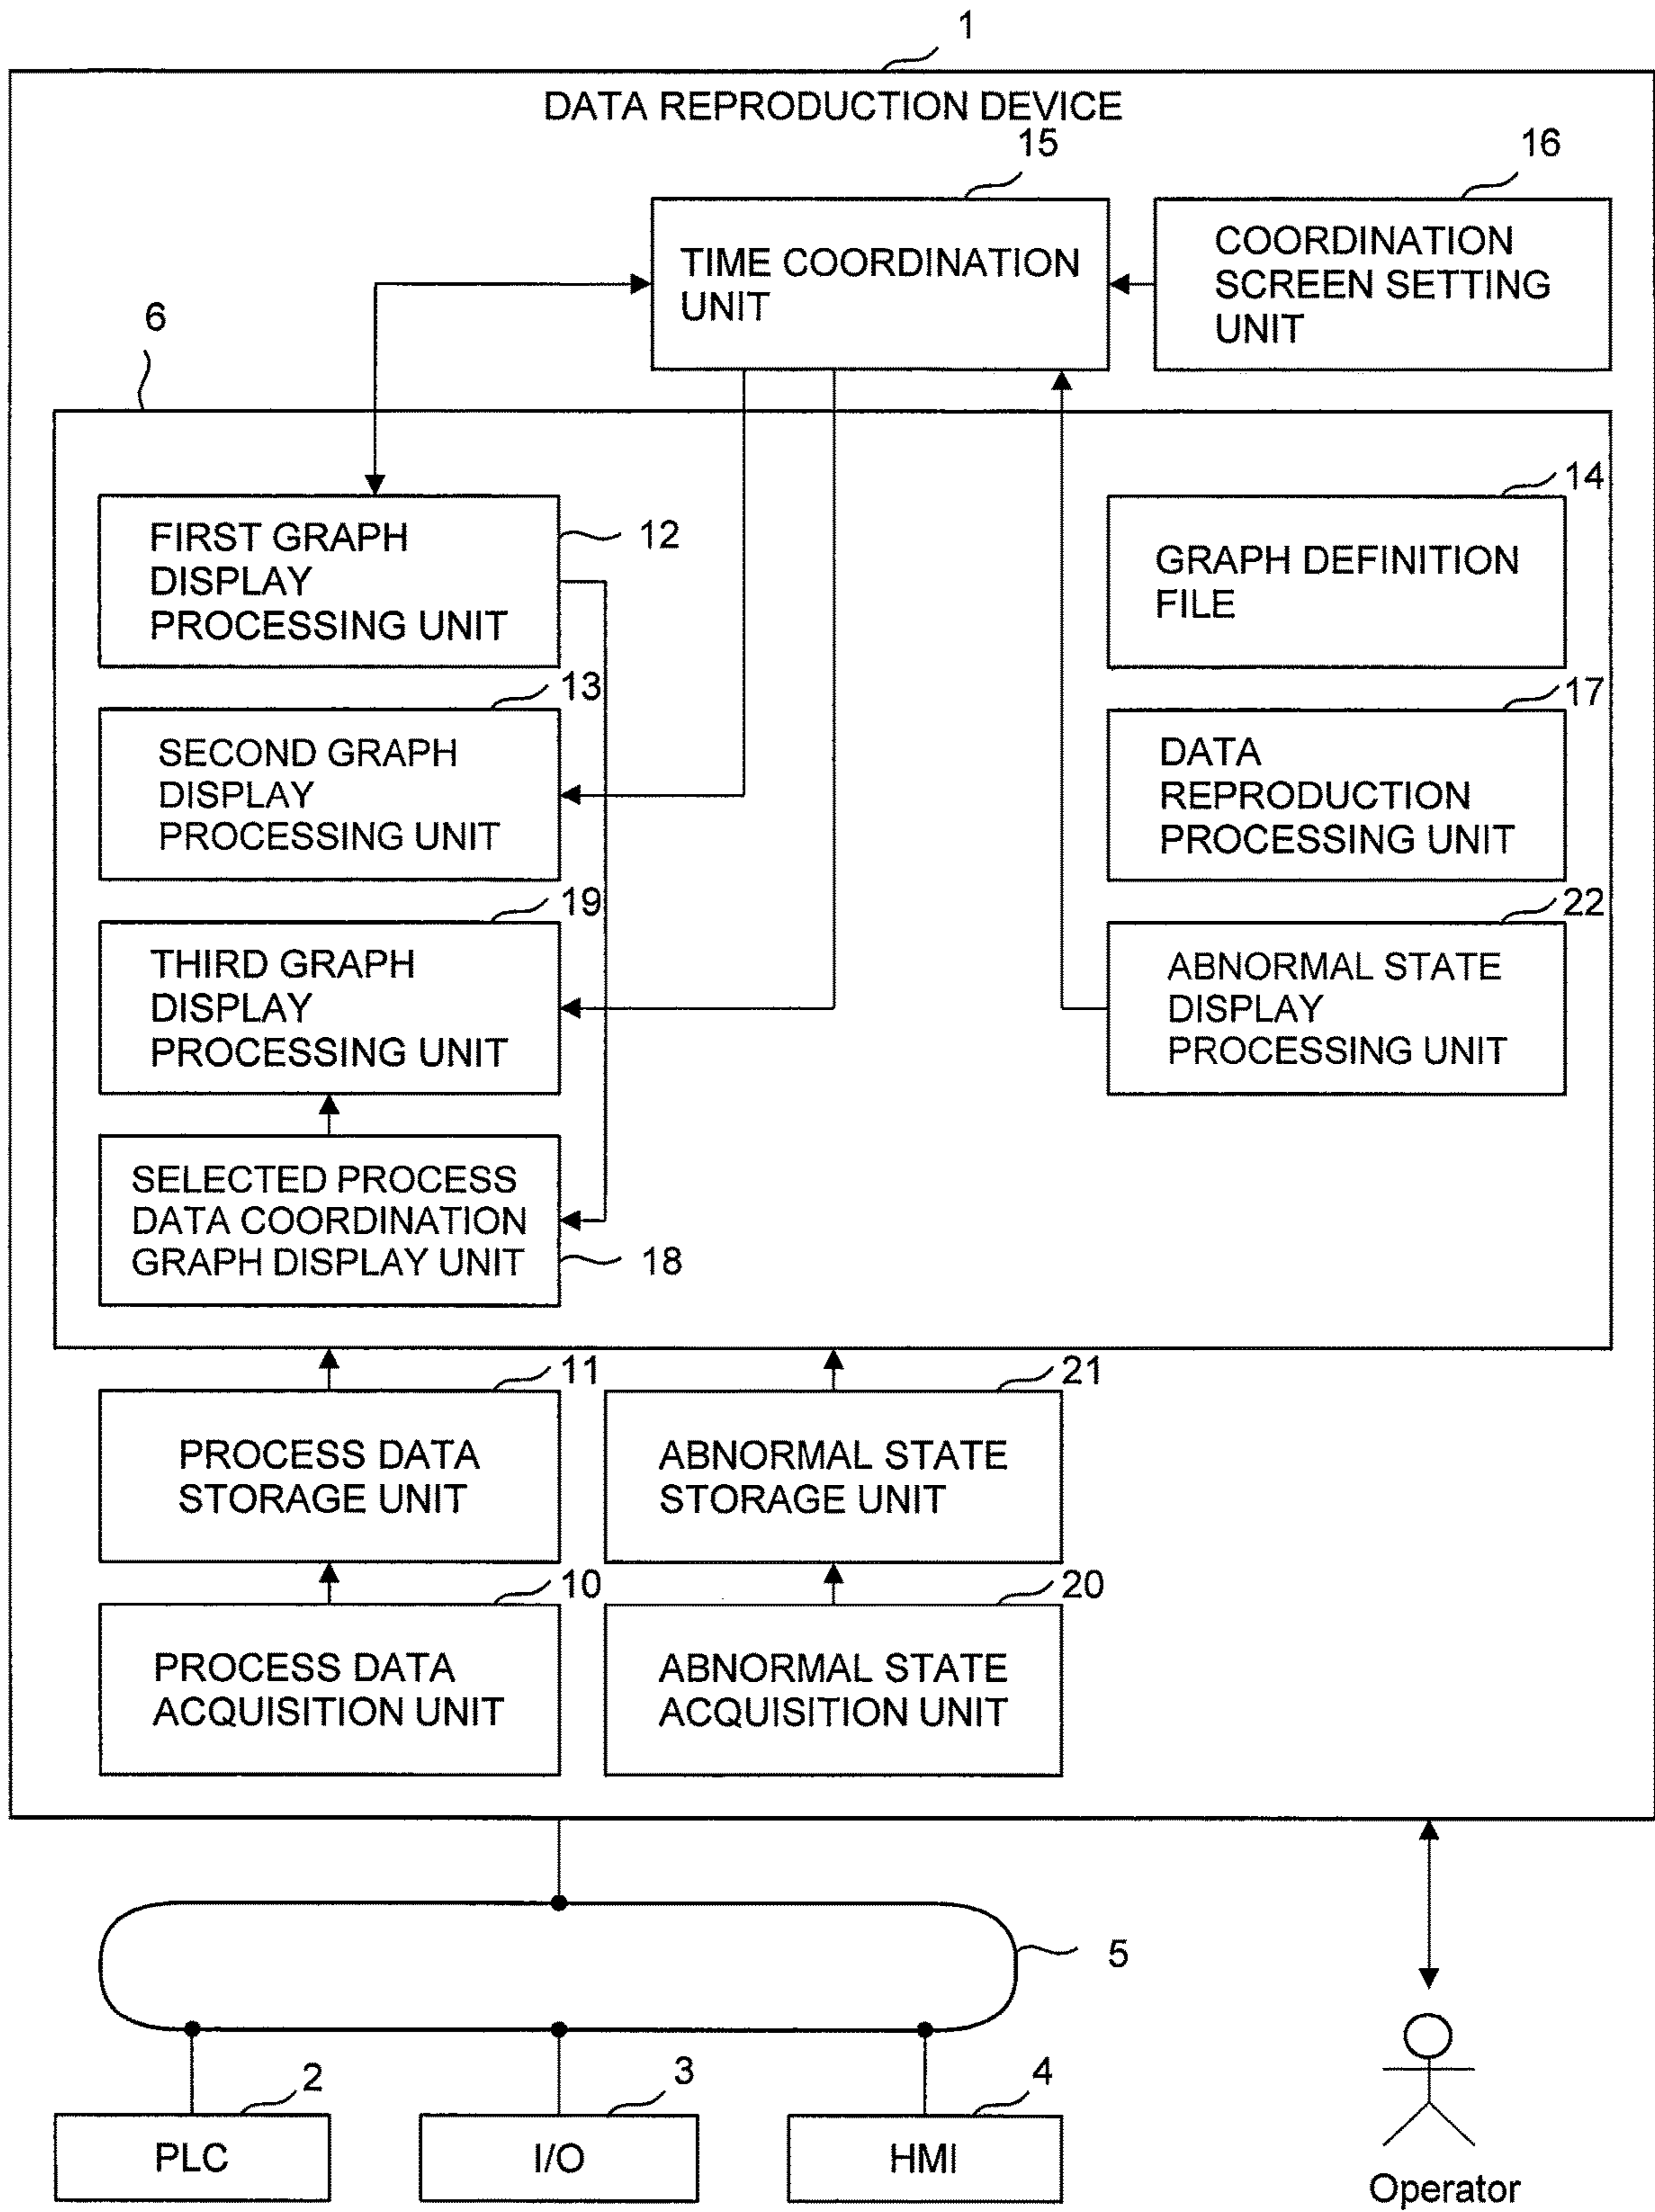 1
DATA REPRODUCTION DEVICE
15
16
TIME COORDINATION
UNIT
COORDINATION
SCREEN SETTING
UNIT
6
14
FIRST GRAPH
DISPLAY
PROCESSING UNIT
12
GRAPH DEFINITION
FILE
13
17
SECOND GRAPH
DISPLAY
PROCESSING UNIT
DATA
REPRODUCTION
PROCESSING UNIT
19
22
THIRD GRAPH
DISPLAY
PROCESSING UNIT
ABNORMAL STATE
DISPLAY
PROCESSING UNIT
SELECTED PROCESS
DATA COORDINATION
GRAPH DISPLAY UNIT
18
11
21
PROCESS DATA
STORAGE UNIT
ABNORMAL STATE
STORAGE UNIT
10
20
PROCESS DATA
ACQUISITION UNIT
ABNORMAL STATE
ACQUISITION UNIT
5
2
3
4
PLC
I/O
HMI
Operator